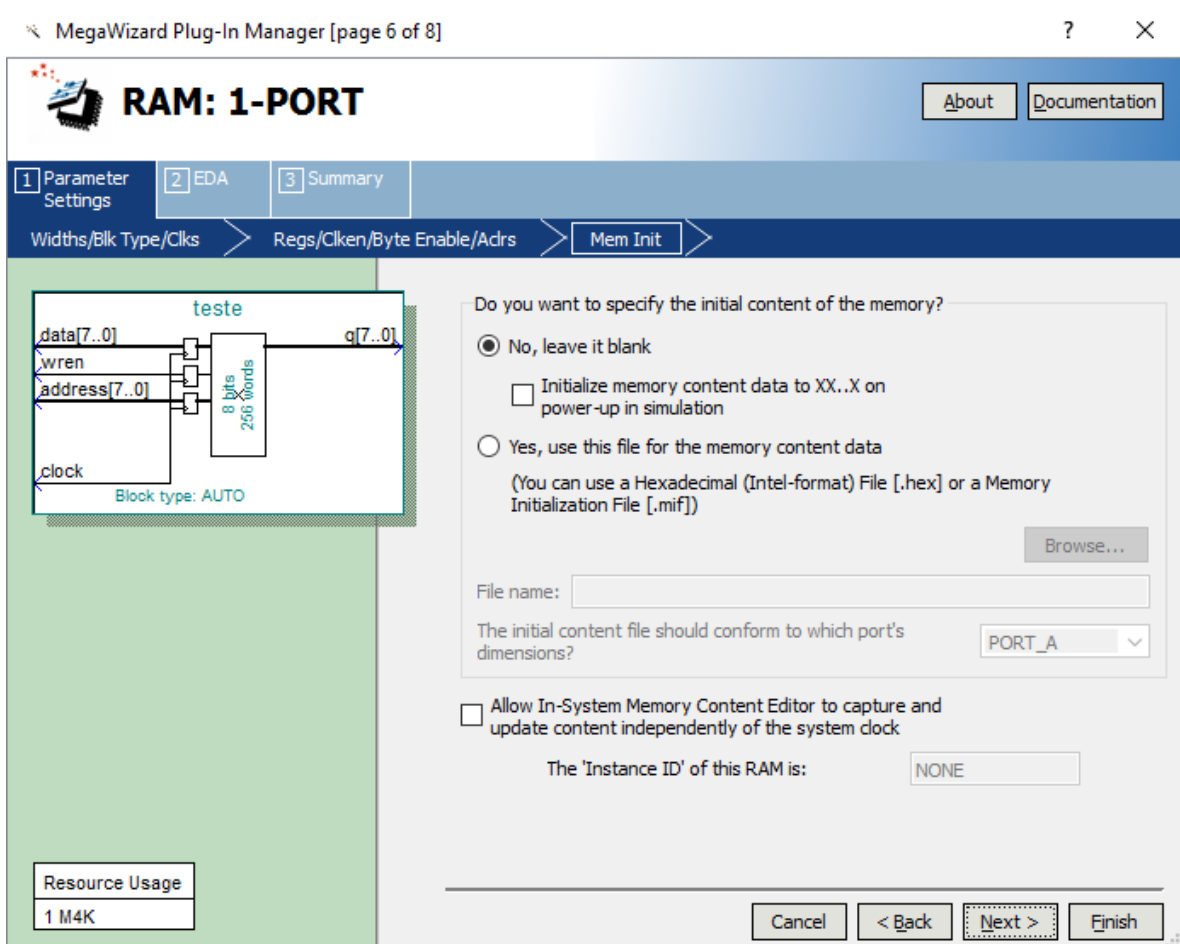 MegaWizard Plug-In Manager [page 6 of 8]
?
RAM: 1-PORT
About
Documentation
1 Parameter Settings
2 EDA
3 Summary
Widths/Blk Type/Clks
Regs/Clken/Byte Enable/Aclrs
Mem Init
teste
data[7..0]
q[7..0]
wren
address[7..0]
8 bits
256 words
clock
Block type: AUTO
Do you want to specify the initial content of the memory?
No, leave it blank
Initialize memory content data to XX..X on
power-up in simulation
Yes, use this file for the memory content data
(You can use a Hexadecimal (Intel-format) File [.hex] or a Memory
Initialization File [.mif])
Browse...
File name:
The initial content file should conform to which port's
dimensions?
PORT_A
Allow In-System Memory Content Editor to capture and
update content independently of the system clock
The 'Instance ID' of this RAM is:
NONE
Resource Usage
1 M4K
Cancel
< Back
Next >
Finish